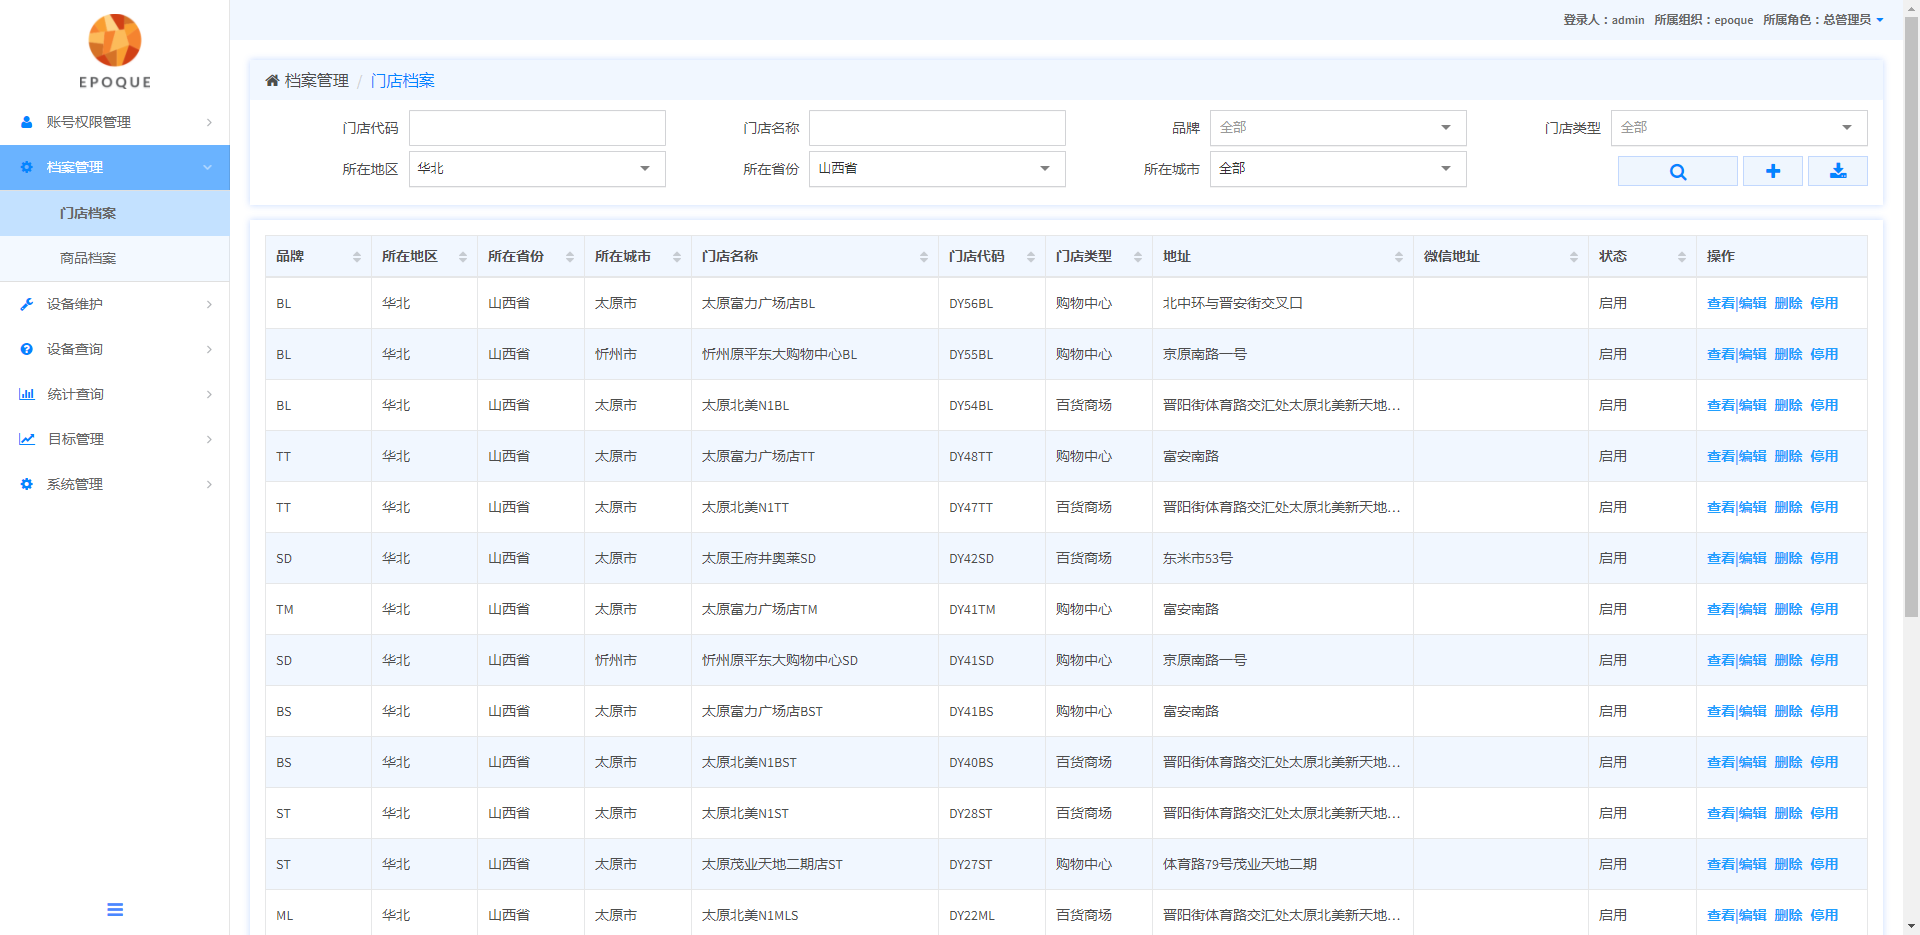 EPOQUE
登录人：admin 所属组织：epoque 所属角色：总管理员
账号权限管理
档案管理
门店档案
商品档案
设备维护
设备查询
统计查询
目标管理
系统管理
档案管理 / 门店档案
门店代码 门店名称 品牌 全部 门店类型 全部
所在地区 华北 所在省份 山西省 所在城市 全部
品牌 所在地区 所在省份 所在城市 门店名称 门店代码 门店类型 地址 微信地址 状态 操作
BL 华北 山西省 太原市 太原富力广场店BL DY56BL 购物中心 北中环与晋安街交叉口 启用 查看|编辑 删除 停用
BL 华北 山西省 忻州市 忻州原平东大购物中心BL DY55BL 购物中心 京原南路一号 启用 查看|编辑 删除 停用
BL 华北 山西省 太原市 太原北美N1BL DY54BL 百货商场 晋阳街体育路交汇处太原北美新天地... 启用 查看|编辑 删除 停用
TT 华北 山西省 太原市 太原富力广场店TT DY48TT 购物中心 富安南路 启用 查看|编辑 删除 停用
TT 华北 山西省 太原市 太原北美N1TT DY47TT 百货商场 晋阳街体育路交汇处太原北美新天地... 启用 查看|编辑 删除 停用
SD 华北 山西省 太原市 太原王府井奥莱SD DY42SD 百货商场 东米市53号 启用 查看|编辑 删除 停用
TM 华北 山西省 太原市 太原富力广场店TM DY41TM 购物中心 富安南路 启用 查看|编辑 删除 停用
SD 华北 山西省 忻州市 忻州原平东大购物中心SD DY41SD 购物中心 京原南路一号 启用 查看|编辑 删除 停用
BS 华北 山西省 太原市 太原富力广场店BST DY41BS 购物中心 富安南路 启用 查看|编辑 删除 停用
BS 华北 山西省 太原市 太原北美N1BST DY40BS 百货商场 晋阳街体育路交汇处太原北美新天地... 启用 查看|编辑 删除 停用
ST 华北 山西省 太原市 太原北美N1ST DY28ST 百货商场 晋阳街体育路交汇处太原北美新天地... 启用 查看|编辑 删除 停用
ST 华北 山西省 太原市 太原茂业天地二期店ST DY27ST 购物中心 体育路79号茂业天地二期 启用 查看|编辑 删除 停用
ML 华北 山西省 太原市 太原北美N1MLS DY22ML 百货商场 晋阳街体育路交汇处太原北美新天地... 启用 查看|编辑 删除 停用